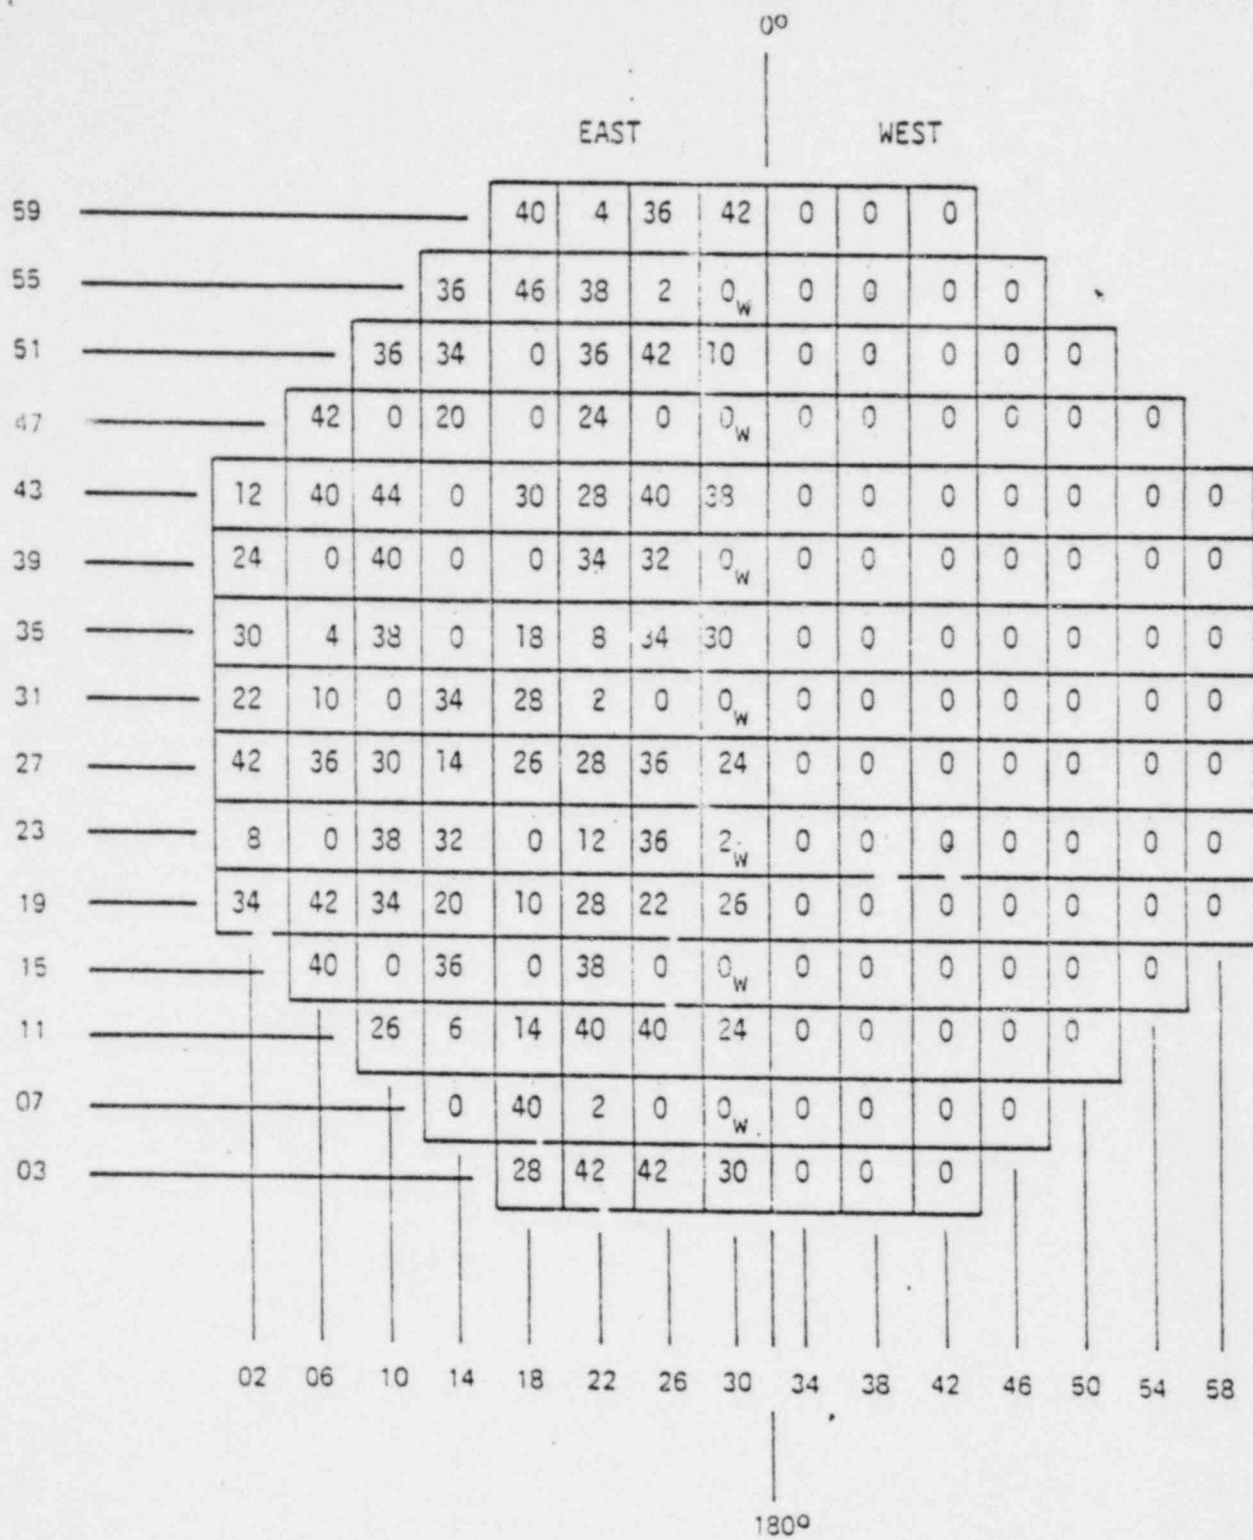 0º
EAST WEST
59 40 4 36 42 0 0 0
55 36 46 38 2 0W 0 0 0 0
51 36 34 0 36 42 10 0 0 0 0 0
47 42 0 20 0 24 0 0W 0 0 0 0 0 0
43 12 40 44 0 30 28 40 38 0 0 0 0 0 0 0
39 24 0 40 0 0 34 32 0W 0 0 0 0 0 0 0
35 30 4 38 0 18 8 34 30 0 0 0 0 0 0 0
31 22 10 0 34 28 2 0 0W 0 0 0 0 0 0 0
27 42 36 30 14 26 28 36 24 0 0 0 0 0 0 0
23 8 0 38 32 0 12 36 2W 0 0 0 0 0 0 0
19 34 42 34 20 10 28 22 26 0 0 0 0 0 0 0
15 40 0 36 0 38 0 0W 0 0 0 0 0 0
11 26 6 14 40 40 24 0 0 0 0 0
07 0 40 2 0 0W 0 0 0 0
03 28 42 42 30 0 0 0
02 06 10 14 18 22 26 30 34 38 42 46 50 54 58
180º